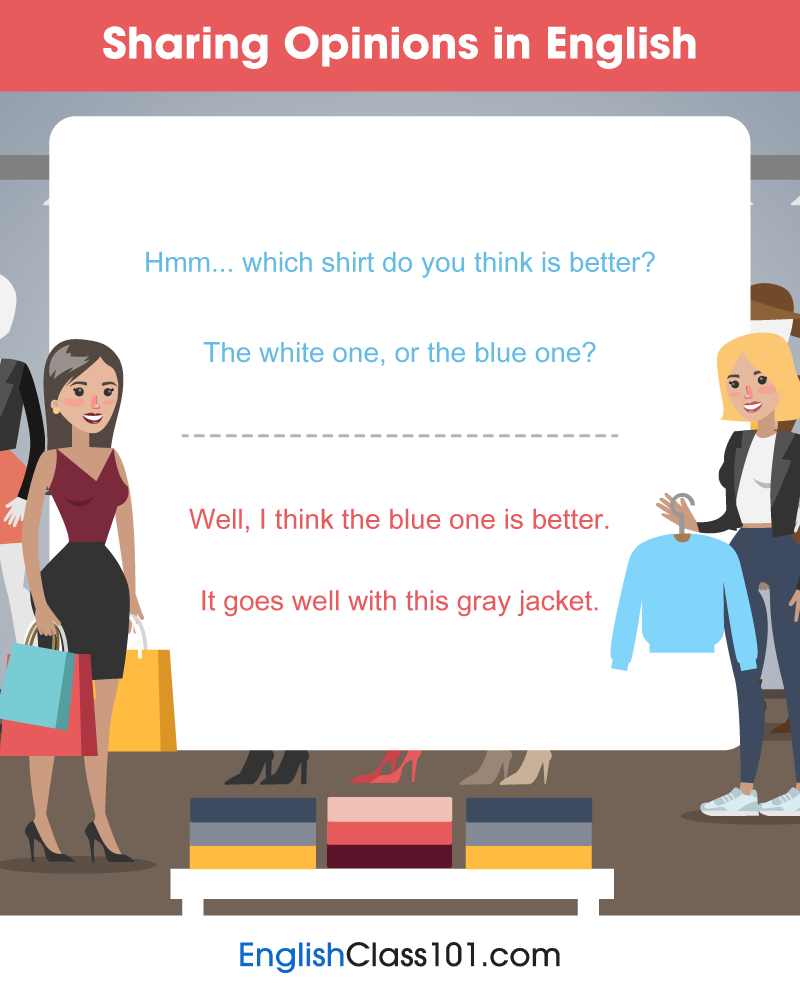 Sharing Opinions in English
Hmm... which shirt do you think is better?
The white one, or the blue one?
Well, I think the blue one is better.
It goes well with this gray jacket.
EnglishClass101.com